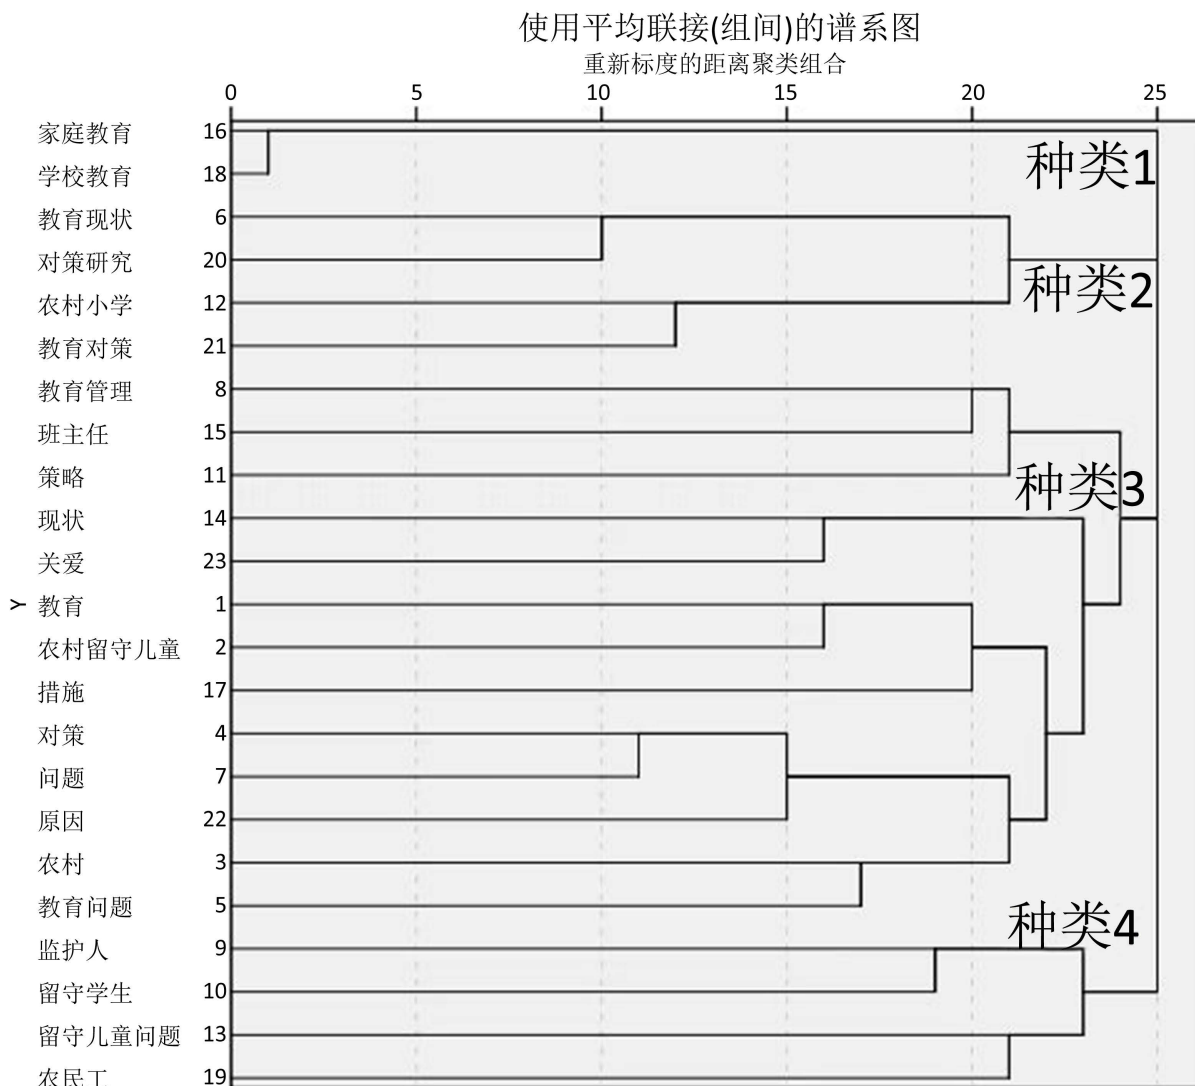 使用平均联接(组间)的谱系图
重新标度的距离聚类组合
0 5 10 15 20 25
家庭教育 16
种类1
学校教育 18
教育现状 6
对策研究 20
种类2
农村小学 12
教育对策 21
教育管理 8
班主任 15
策略 11
种类3
现状 14
关爱 23
Y 教育 1
农村留守儿童 2
措施 17
对策 4
问题 7
原因 22
农村 3
教育问题 5
种类4
监护人 9
留守学生 10
留守儿童问题 13
农民工 19